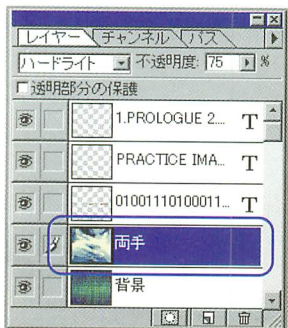 レイヤー チャンネル パス
ハードライト 不透明度: 75 %
透明部分の保護
1.PROLOGUE 2... T
PRACTICE IMA... T
01001110100011... T
両手
背景